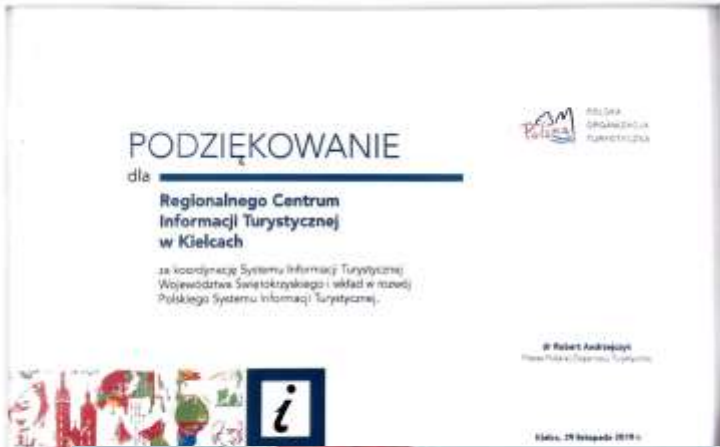 PODZIĘKOWANIE
dla
Regionalnego Centrum
Informacji Turystycznej
w Kielcach
za koordynację Systemu Informacji Turystycznej
Województwa Świętokrzyskiego i wkład w rozwój
Polskiego Systemu Informacji Turystycznej.
Polska
POLSKA
ORGANIZACJA
TURYSTYCZNA
dr Robert Andrzejczyk
Prezes Polskiej Organizacji Turystycznej
i
Kielce, 29 listopada 2019 r.